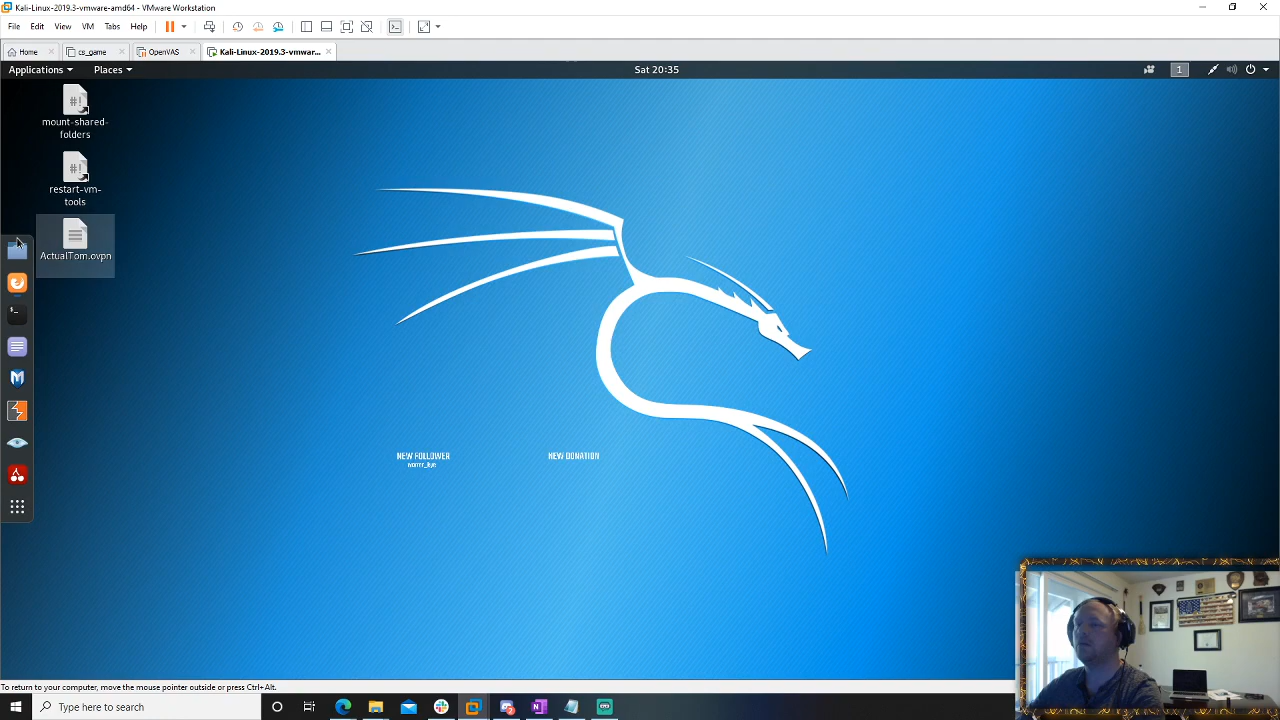 Kali-Linux-2019.3-vmware-amd64 - VMware Workstation
File Edit View VM Tabs Help
Home cs_game OpenVAS Kali-Linux-2019.3-vmwar...
Applications Places Sat 20:35 1
mount-shared-
folders
restart-vm-
tools
ActualTom.ovpn
NEW FOLLOWER
NEW DONATION
To return to your computer, move the mouse pointer outside or press Ctrl+Alt.
Type here to search